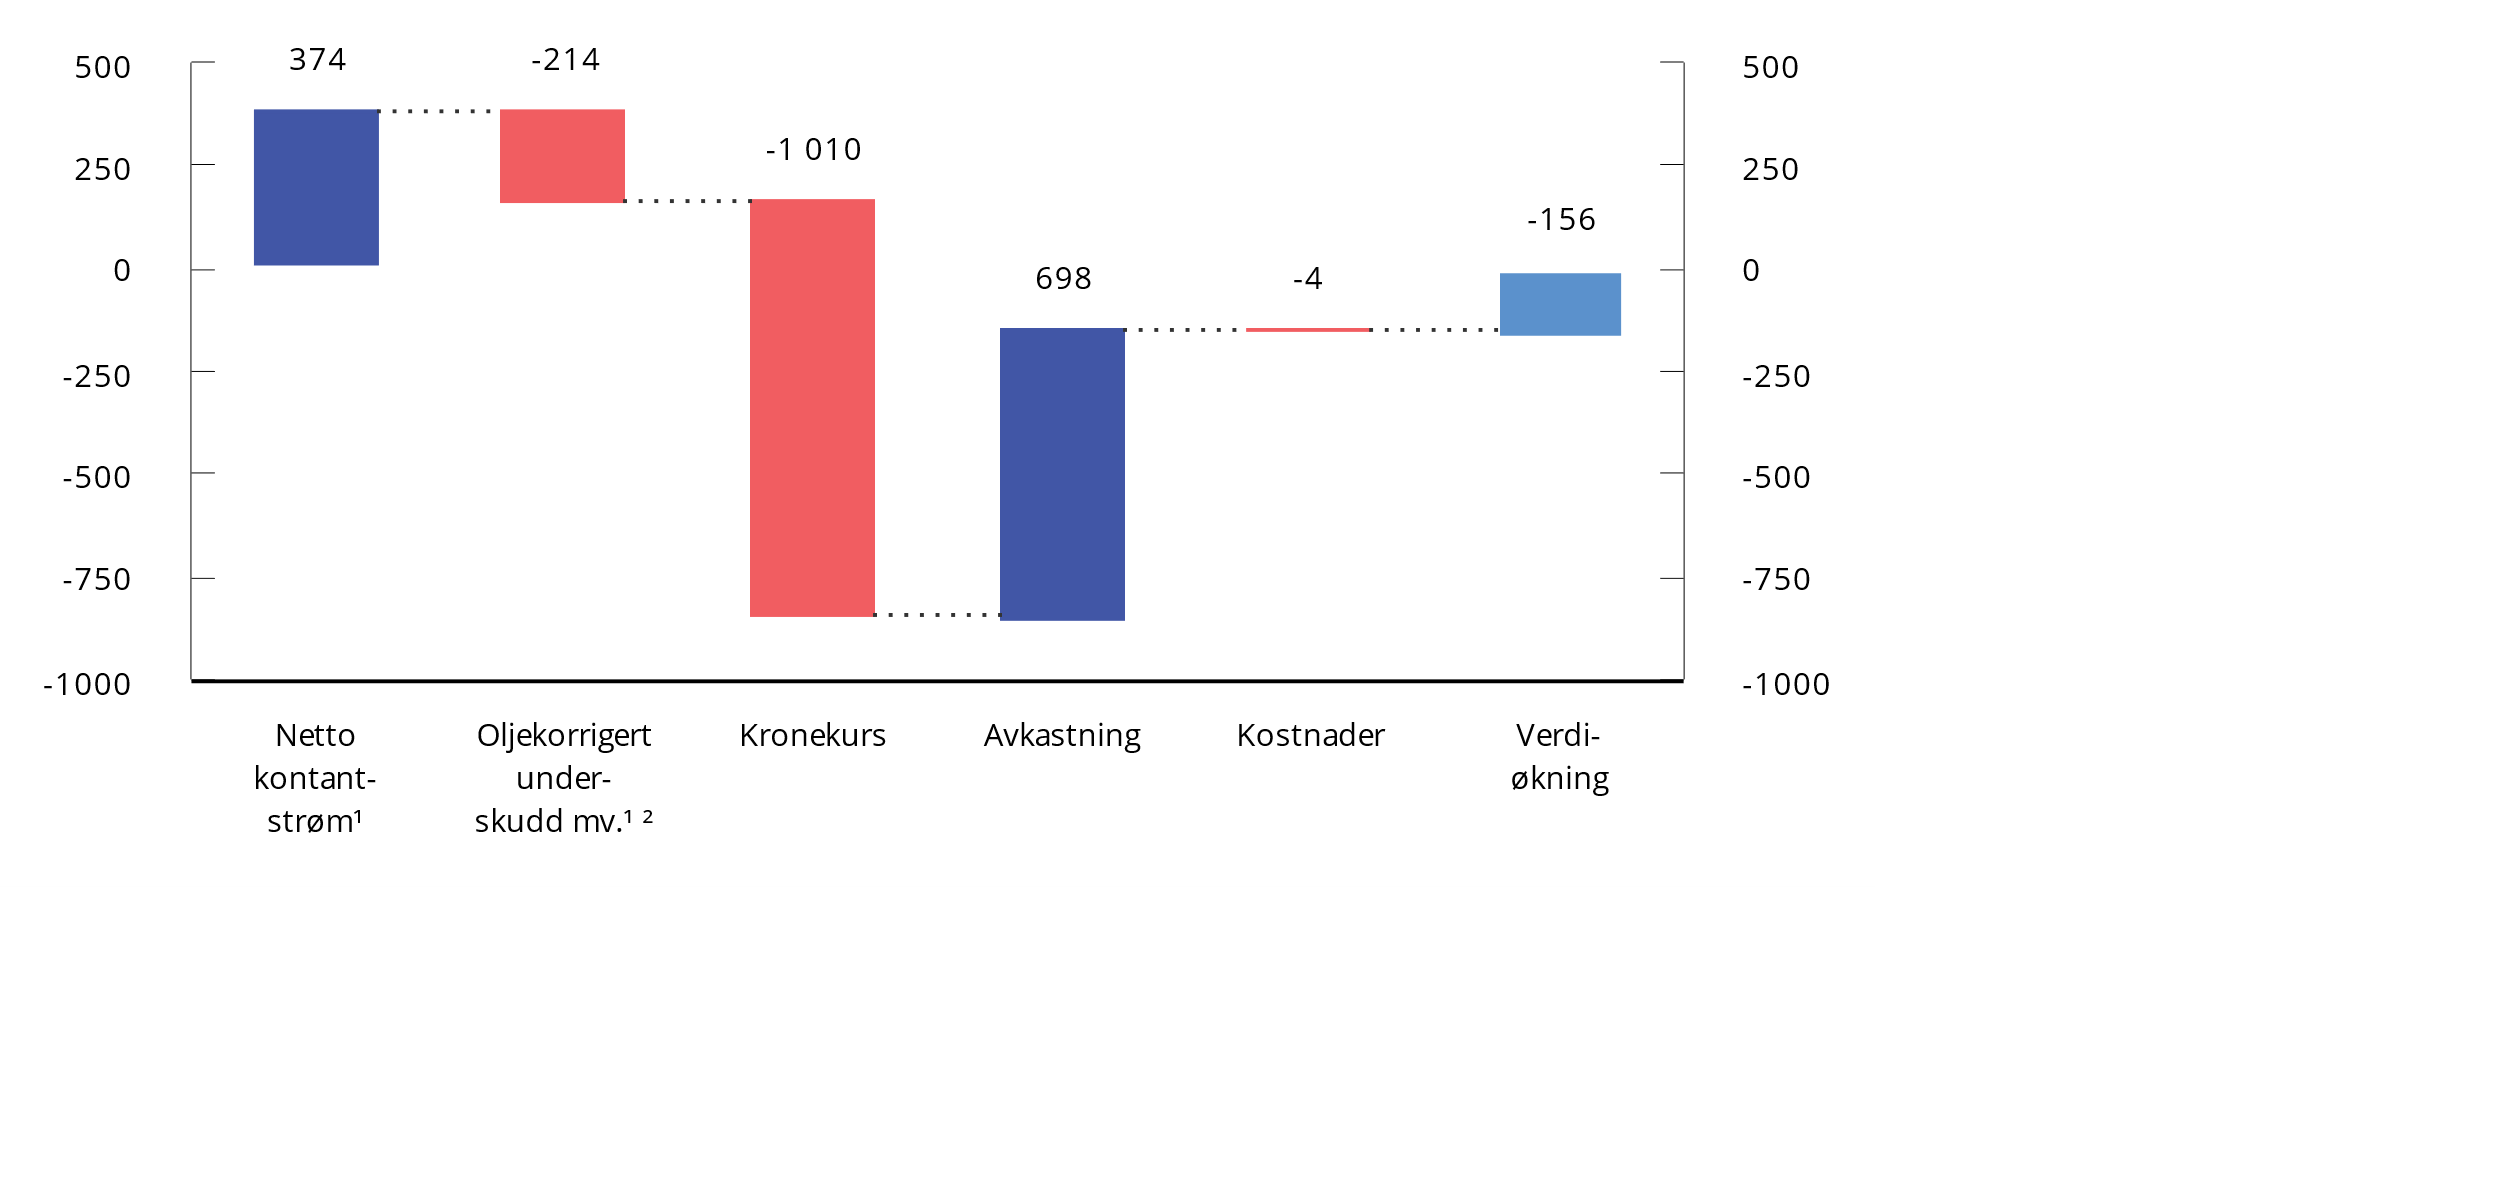 374
-214
500
500
-1 010
250
250
-156
0
698
-4
0
-250
-250
-500
-500
-750
-750
-1000
-1000
Netto
kontant-
strøm¹
Oljekorrigert
under-
skudd mv.¹ ²
Kronekurs
Avkastning
Kostnader
Verdi-
økning